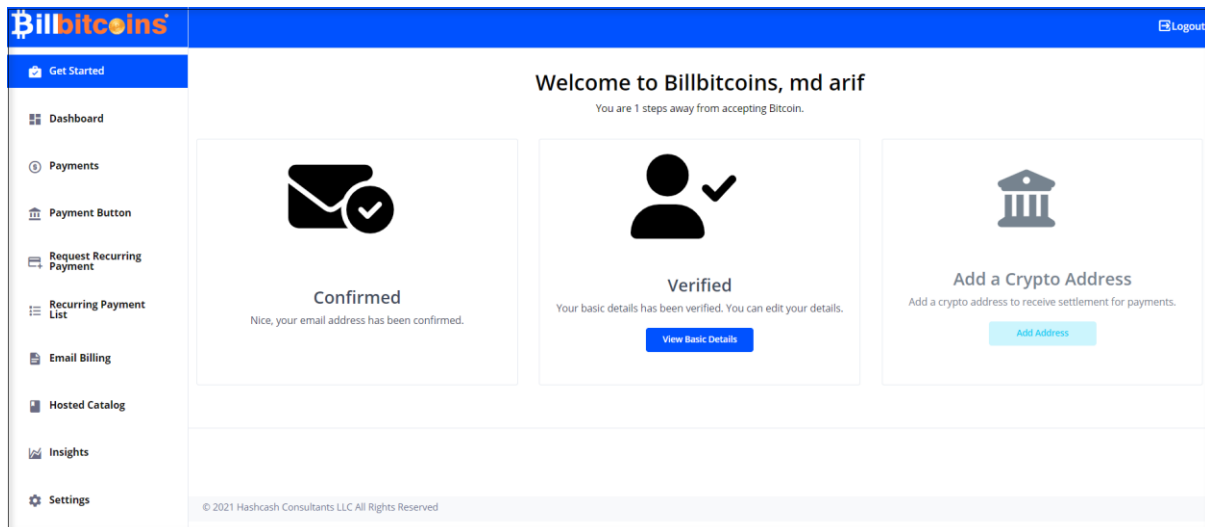 Billbitcoins
Logout
Get Started
Dashboard
Payments
Payment Button
Request Recurring
Payment
Recurring Payment
List
Email Billing
Hosted Catalog
Insights
Settings
Welcome to Billbitcoins, md arif
You are 1 steps away from accepting Bitcoin.
Confirmed
Nice, your email address has been confirmed.
Verified
Your basic details has been verified. You can edit your details.
View Basic Details
Add a Crypto Address
Add a crypto address to receive settlement for payments.
Add Address
© 2021 Hashcash Consultants LLC All Rights Reserved